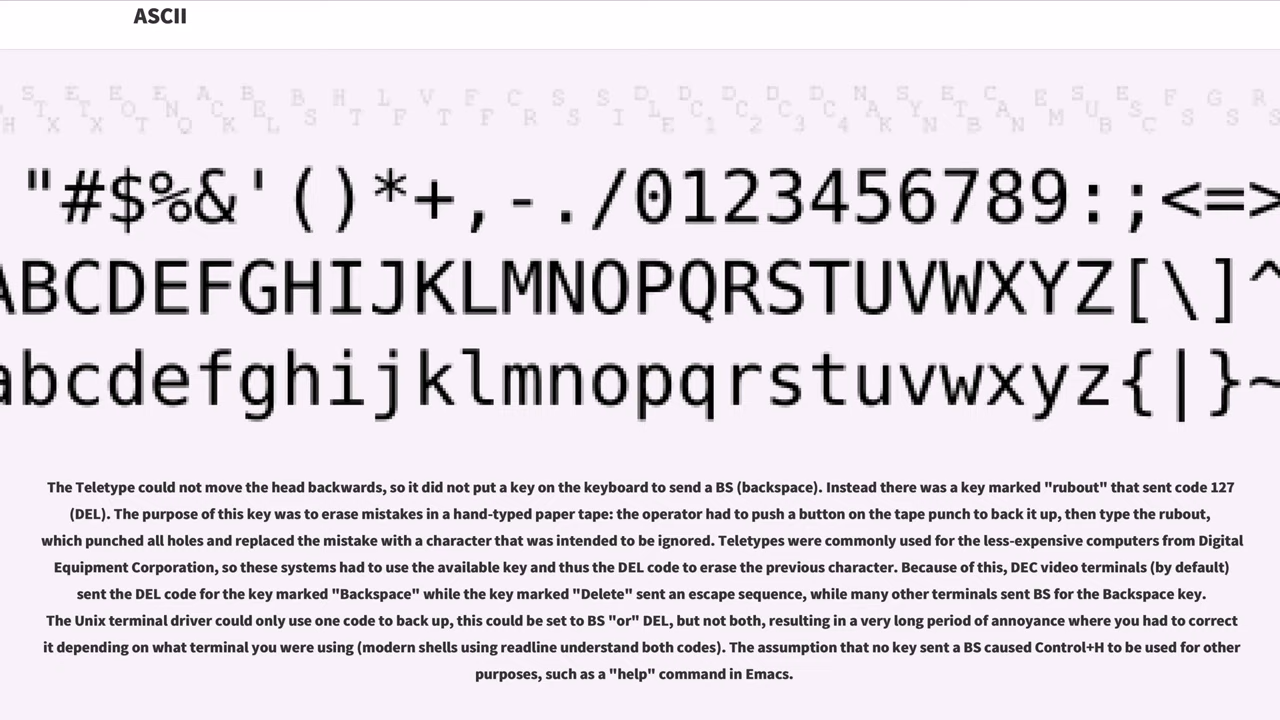 ASCII
S T X E T X E O T E N Q A C K B E L B S H T L F V T F F C R S S S I D L E D C 1 D C 2 D C 3 D C 4 N A K S Y N E T B C A N E M S U B E S C F S G S R S
"#$%&'()*+,-./0123456789:;<=>
ABCDEFGHIJKLMNOPQRSTUVWXYZ[\]^
abcdefghijklmnopqrstuvwxyz{|}~
The Teletype could not move the head backwards, so it did not put a key on the keyboard to send a BS (backspace). Instead there was a key marked "rubout" that sent code 127
(DEL). The purpose of this key was to erase mistakes in a hand-typed paper tape: the operator had to push a button on the tape punch to back it up, then type the rubout,
which punched all holes and replaced the mistake with a character that was intended to be ignored. Teletypes were commonly used for the less-expensive computers from Digital
Equipment Corporation, so these systems had to use the available key and thus the DEL code to erase the previous character. Because of this, DEC video terminals (by default)
sent the DEL code for the key marked "Backspace" while the key marked "Delete" sent an escape sequence, while many other terminals sent BS for the Backspace key.
The Unix terminal driver could only use one code to back up, this could be set to BS "or" DEL, but not both, resulting in a very long period of annoyance where you had to correct
it depending on what terminal you were using (modern shells using readline understand both codes). The assumption that no key sent a BS caused Control+H to be used for other
purposes, such as a "help" command in Emacs.